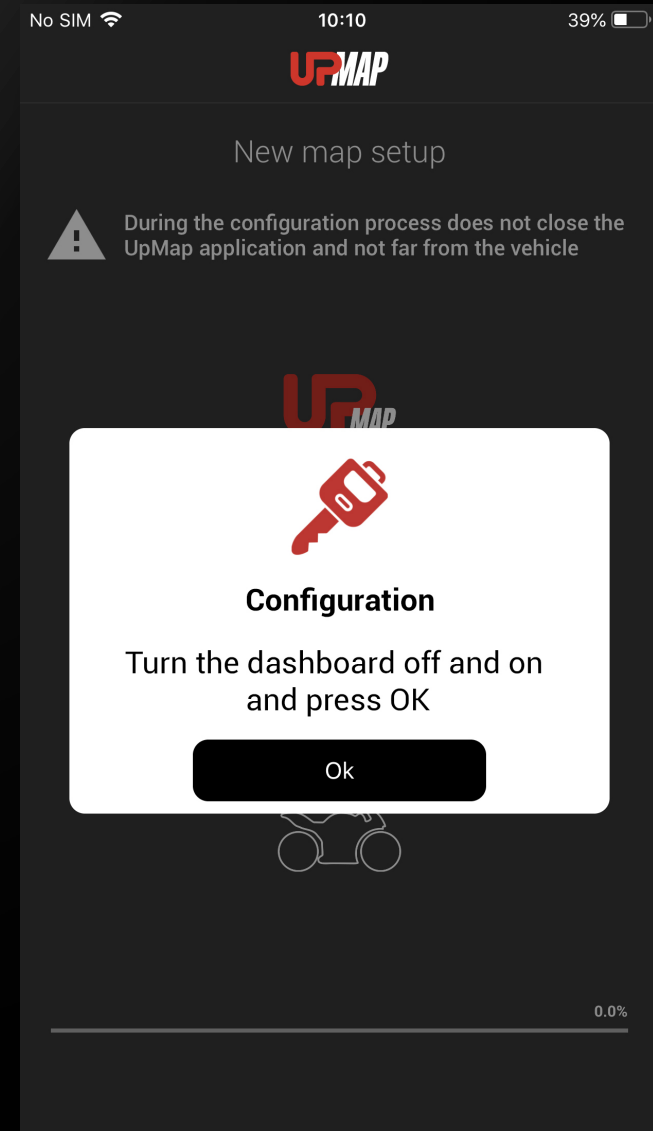 No SIM 10:10 39%
UPMAP
New map setup
During the configuration process does not close the
UpMap application and not far from the vehicle
UP MAP
Configuration
Turn the dashboard off and on
and press OK
Ok
0.0%